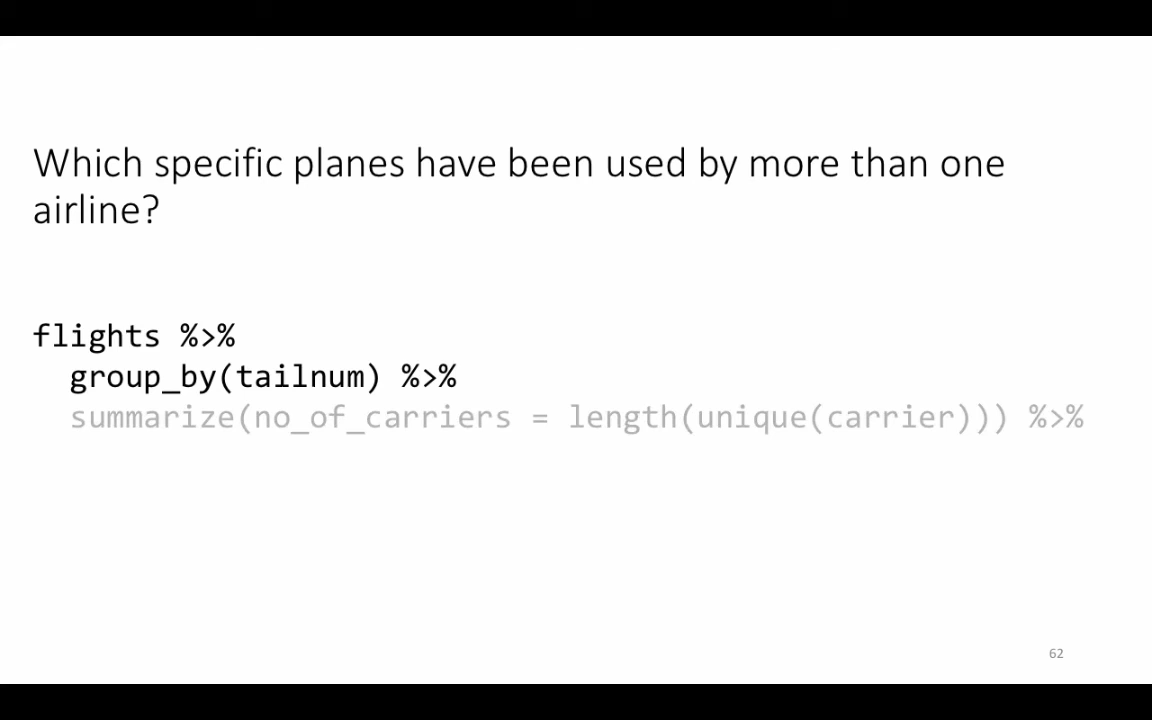 Which specific planes have been used by more than one
airline?
flights %>%
  group_by(tailnum) %>%
  summarize(no_of_carriers = length(unique(carrier))) %>%
62